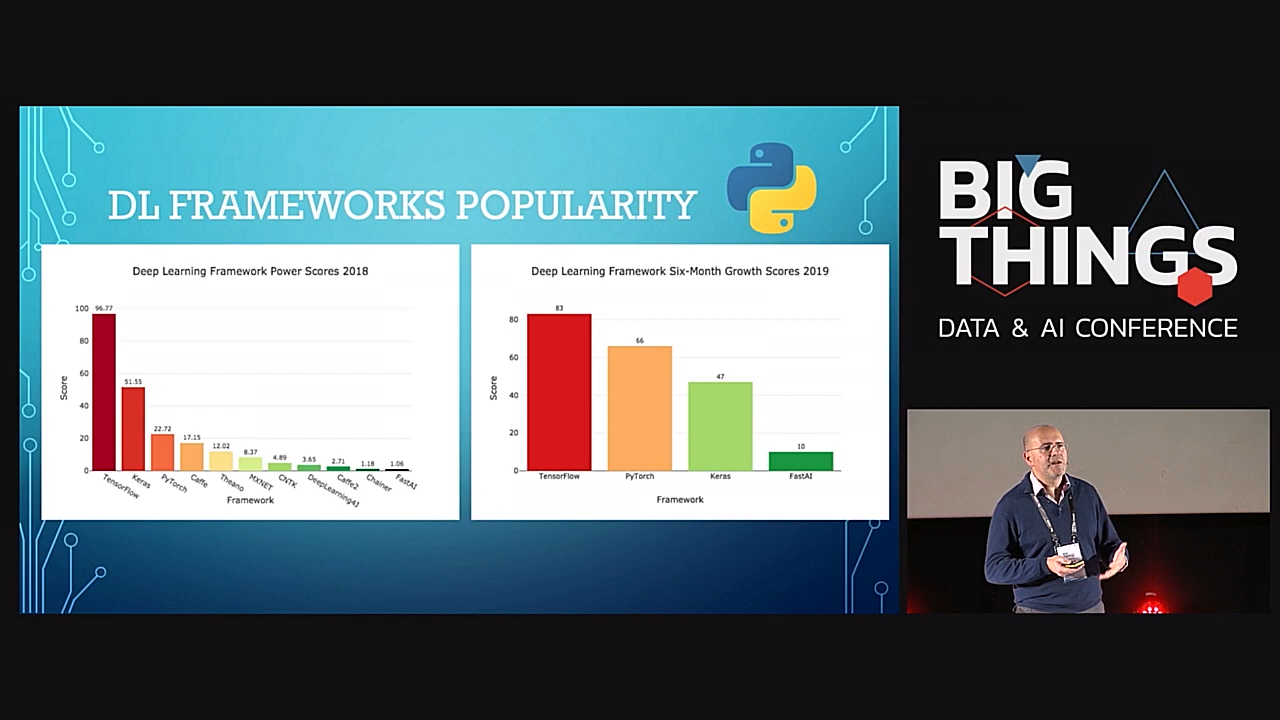 DL FRAMEWORKS POPULARITY
Deep Learning Framework Power Scores 2018
100
80
60
40
20
0
Score
96.77
51.55
22.72
17.15
12.02
8.37
4.89
3.65
2.71
1.18
1.06
TensorFlow
Keras
PyTorch
Caffe
Theano
MXNET
CNTK
DeepLearning4J
Caffe2
Chainer
FastAI
Framework
Deep Learning Framework Six-Month Growth Scores 2019
80
60
40
20
0
Score
83
66
47
10
TensorFlow
PyTorch
Keras
FastAI
Framework
BIG
THINGS
DATA & AI CONFERENCE